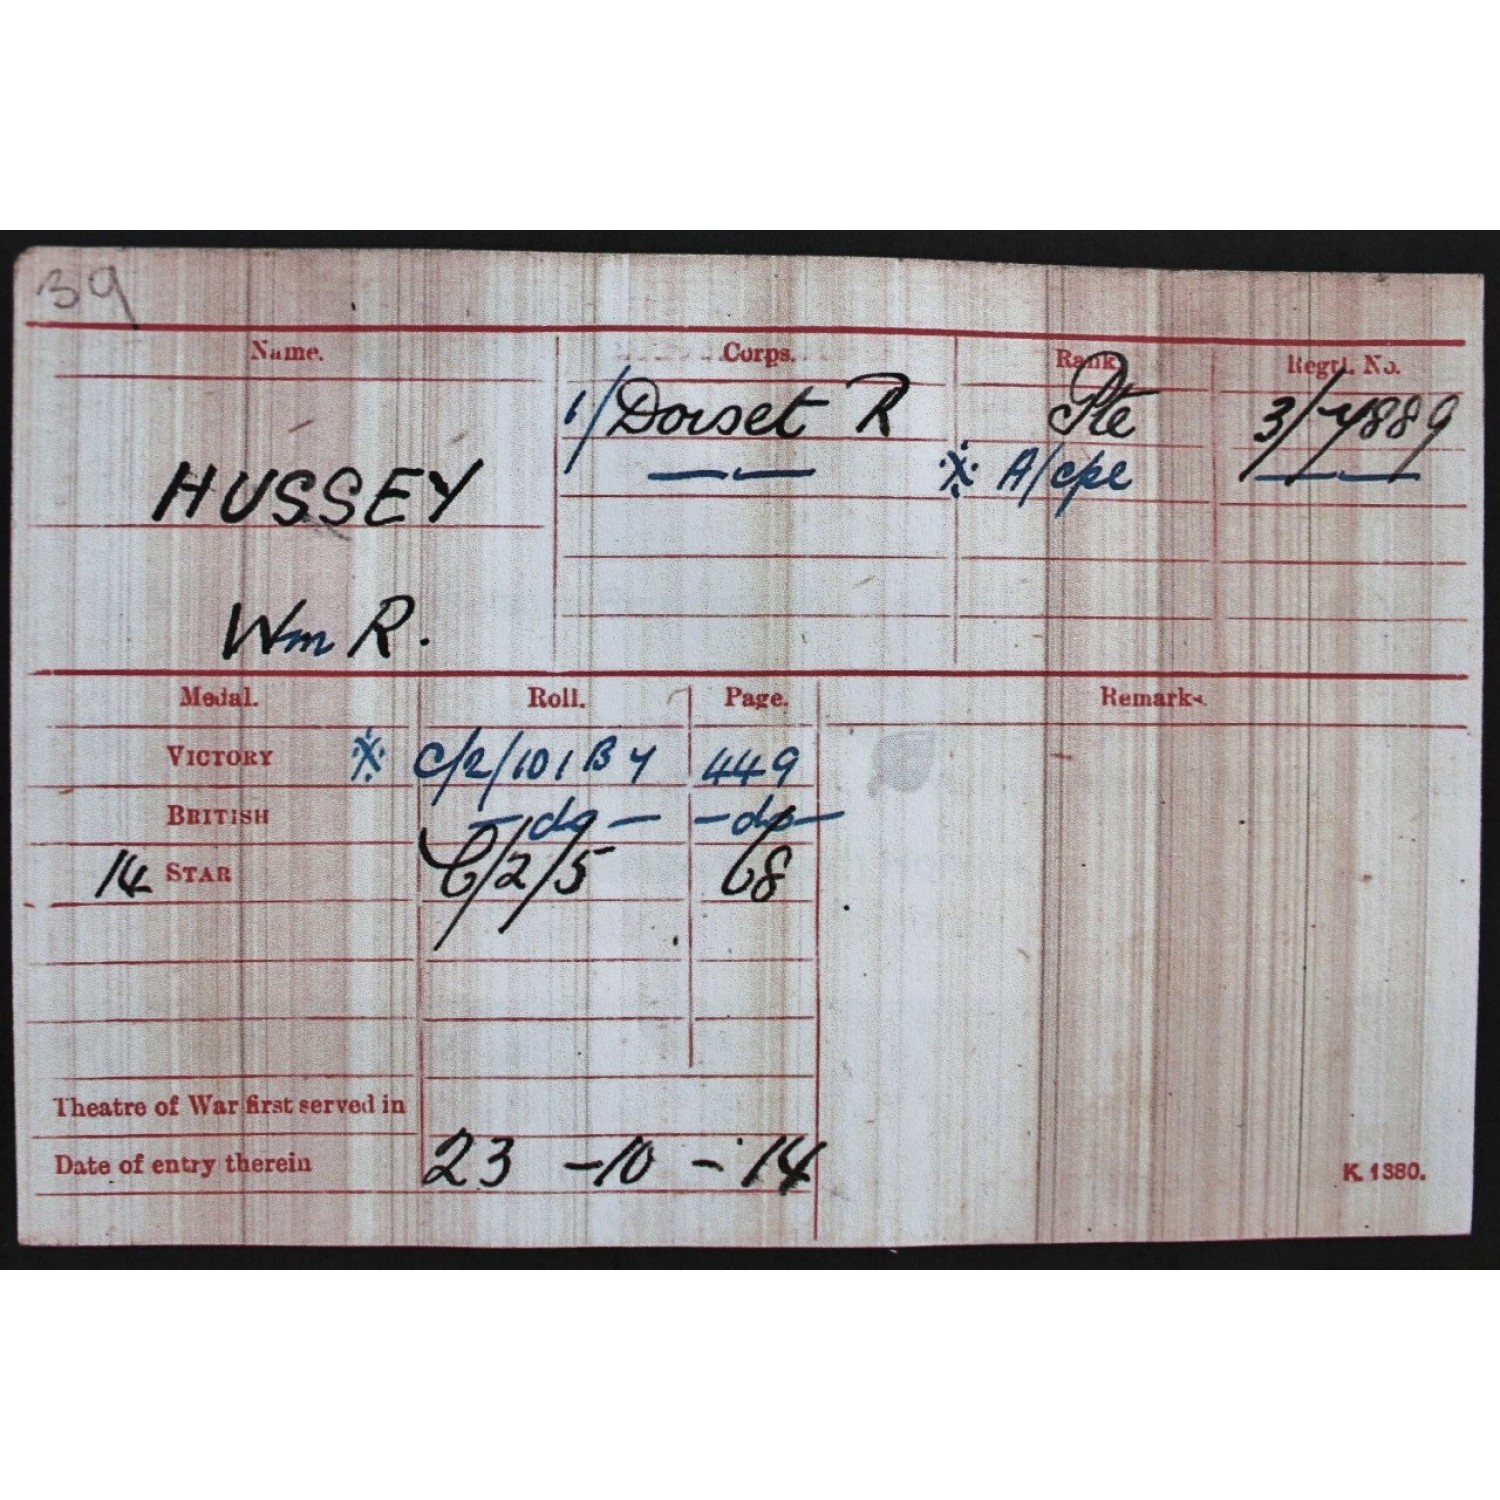 39
Name. Corps. Rank. Regtl. No.
1/ Dorset R Pte 3/7889
※ A/Cpl
HUSSEY
Wm R.
Medal. Roll. Page. Remarks.
VICTORY ※ C/2/101 B 4 449
BRITISH -do- -do-
14 STAR C/2/5 68
Theatre of War first served in
Date of entry therein 23 -10 - 14
K. 1380.